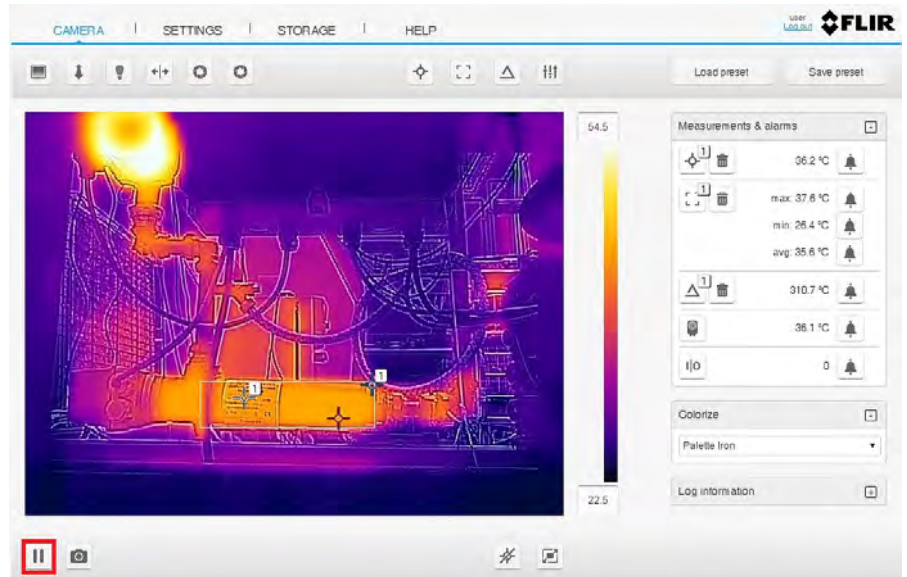 CAMERA | SETTINGS | STORAGE | HELP
user
Log out
FLIR
Load preset Save preset
54.5
22.5
1
1
Measurements & alarms
1 36.2 °C
1 max: 37.6 °C
min: 26.4 °C
avg: 35.6 °C
1 310.7 °C
36.1 °C
I|O 0
Colorize
Palette Iron
Log information